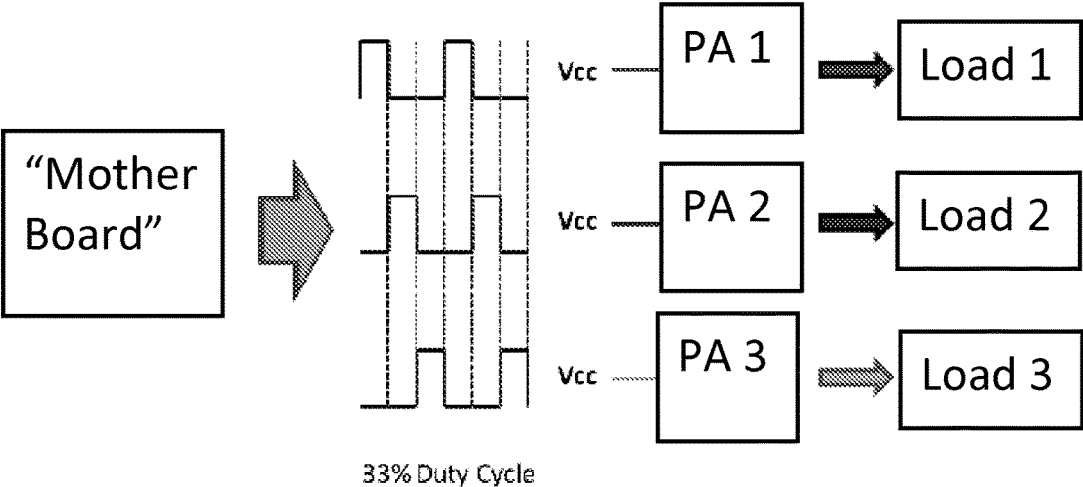 “Mother
Board”
Vcc
PA 1
Load 1
Vcc
PA 2
Load 2
Vcc
PA 3
Load 3
33% Duty Cycle